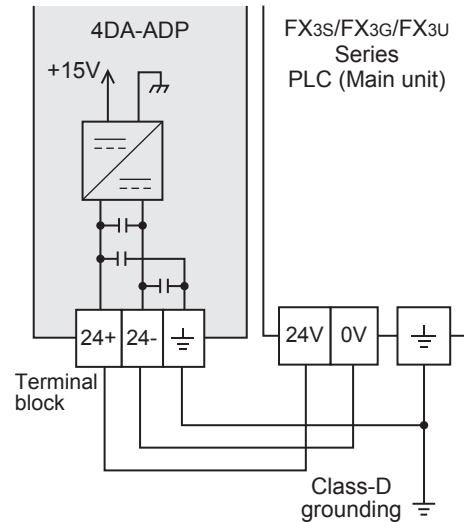 4DA-ADP
+15V
FX3S/FX3G/FX3U
Series
PLC (Main unit)
24+ 24-
24V 0V
Terminal
block
Class-D
grounding